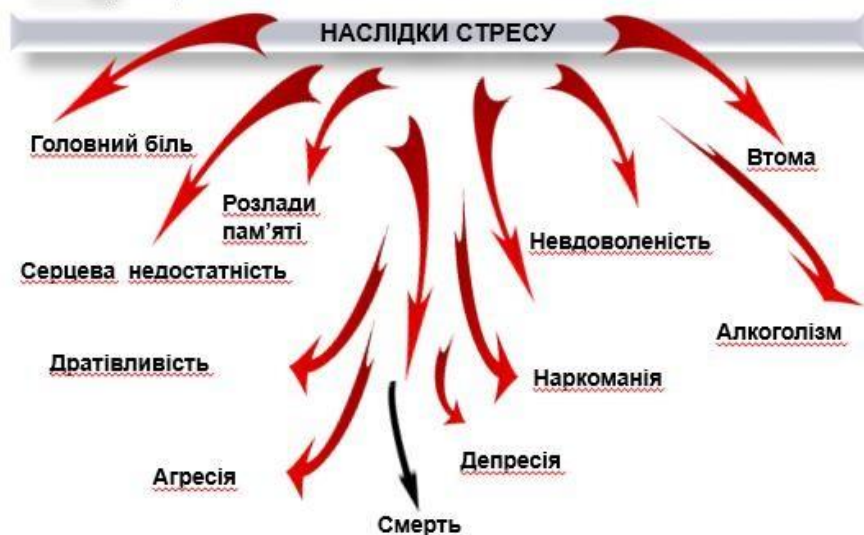 НАСЛІДКИ СТРЕСУ
Головний біль
Втома
Розлади
пам’яті
Невдоволеність
Серцева недостатність
Алкоголізм
Дратівливість
Наркоманія
Депресія
Агресія
Смерть